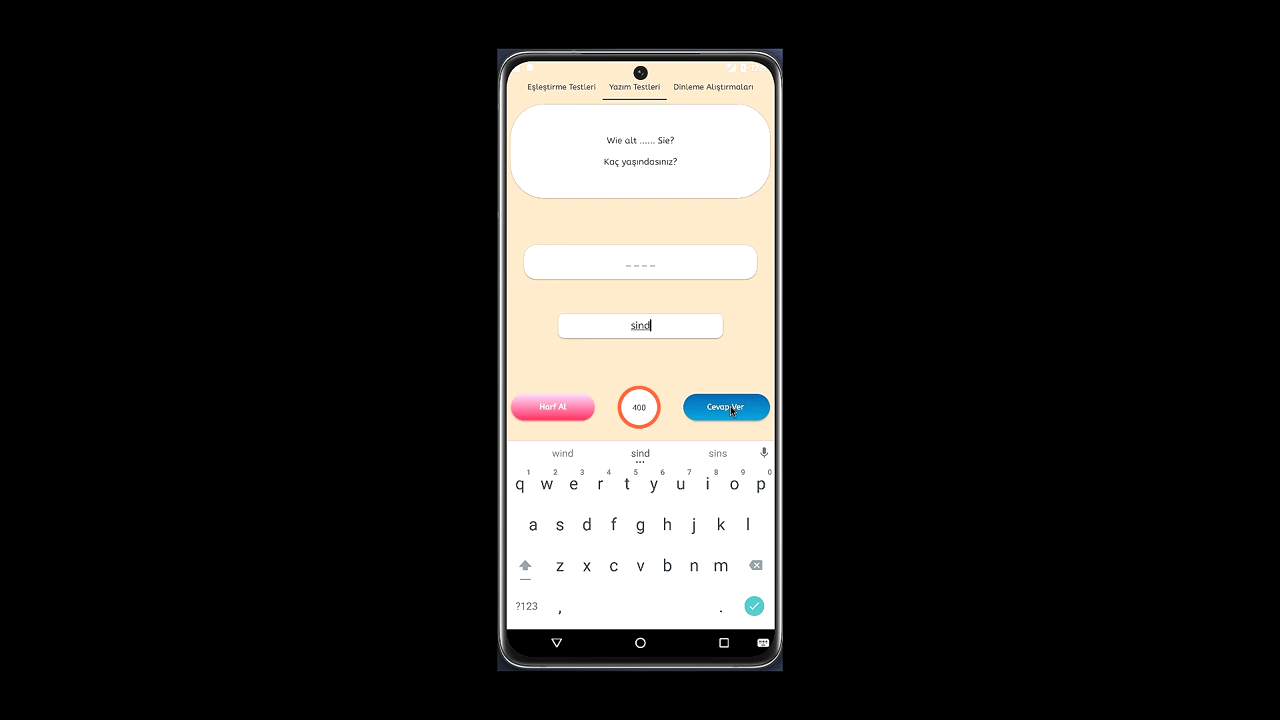 Eşleştirme Testleri Yazım Testleri Dinleme Alıştırmaları
Wie alt ...... Sie?
Kaç yaşındasınız?
_ _ _ _
sind
Harf Al 400 Cevap Ver
wind sind sins
1 2 3 4 5 6 7 8 9 0
q w e r t y u i o p
a s d f g h j k l
z x c v b n m
?123 , .